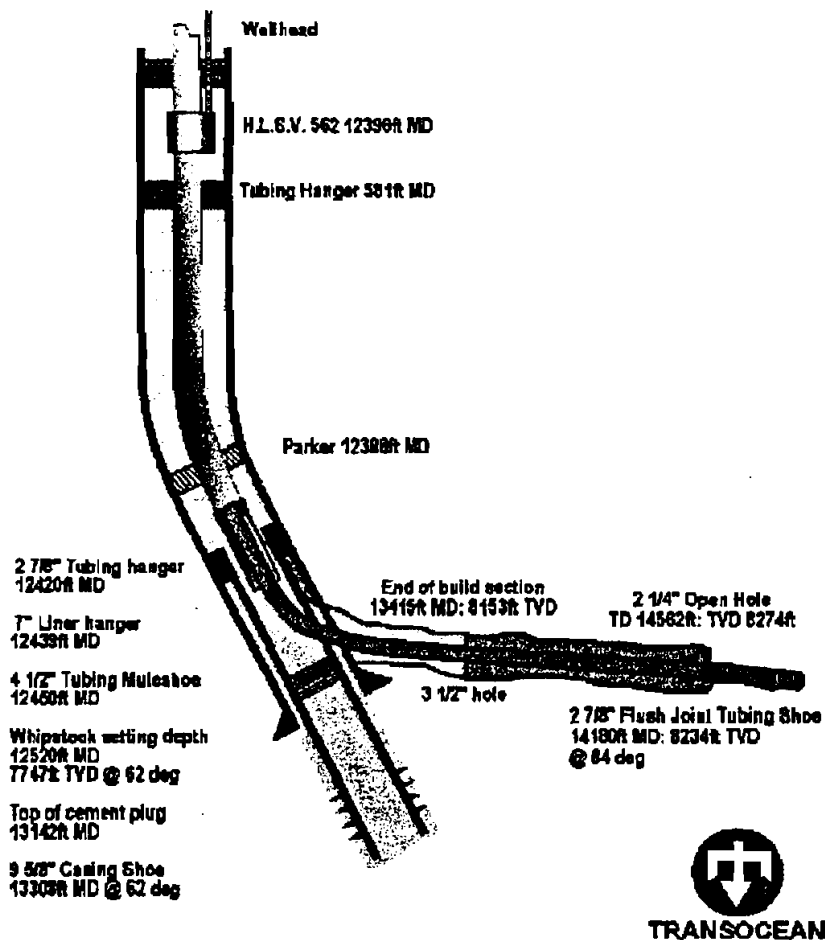 Wellhead
H.L.S.V. 562 12396ft MD
Tubing Hanger 581ft MD
Parker 12388ft MD
2 7/8" Tubing hanger
12420ft MD
7" Liner hanger
12439ft MD
4 1/2" Tubing Muleshoe
12460ft MD
Whipstock setting depth
12520ft MD
7747ft TVD @ 62 deg
Top of cement plug
13142ft MD
9 5/8" Casing Shoe
13308ft MD @ 62 deg
End of build section
13415ft MD: 8153ft TVD
3 1/2" hole
2 1/4" Open Hole
TD 14562ft: TVD 8274ft
2 7/8" Flush Joint Tubing Shoe
14180ft MD: 8234ft TVD
@ 84 deg
TRANSOCEAN